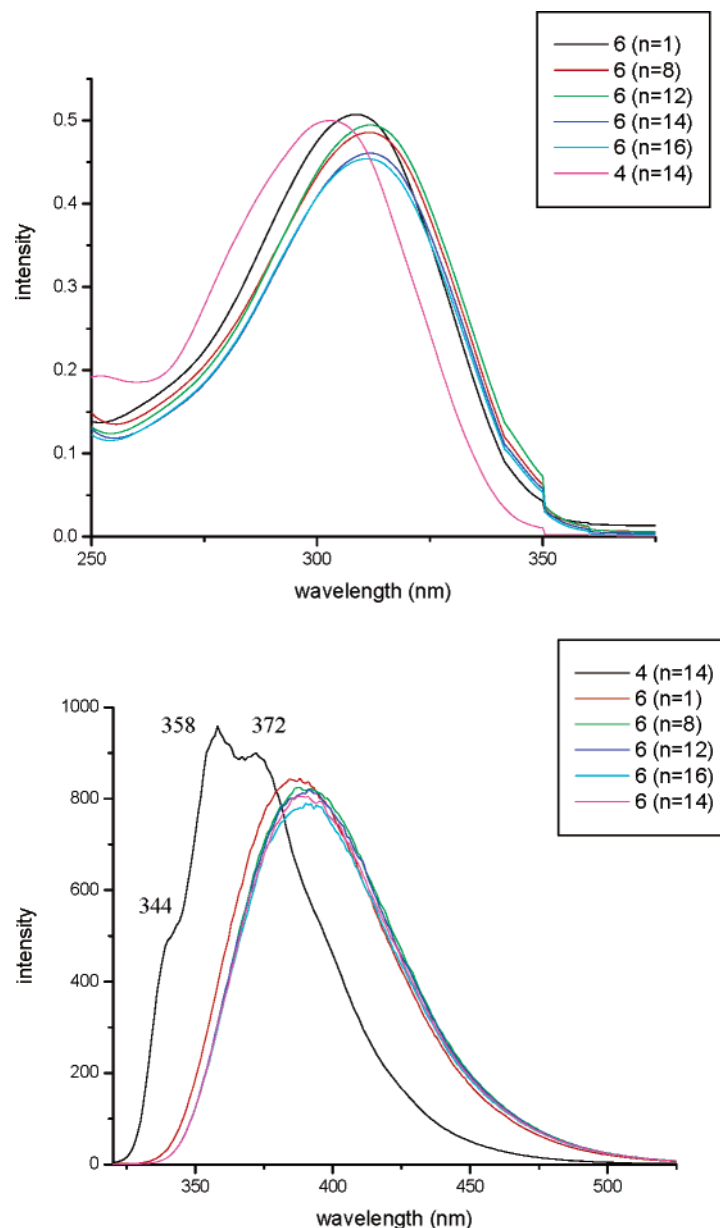 6 (n=1)
6 (n=8)
6 (n=12)
6 (n=14)
6 (n=16)
4 (n=14)
0.5
0.4
0.3
0.2
0.1
0.0
intensity
250
300
350
wavelength (nm)
4 (n=14)
6 (n=1)
6 (n=8)
6 (n=12)
6 (n=16)
6 (n=14)
1000
800
600
400
200
0
intensity
358
372
344
350
400
450
500
wavelength (nm)